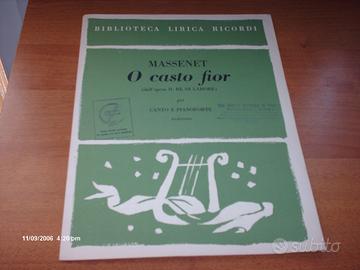 BIBLIOTECA LIRICA RICORDI
MASSENET
O casto fior
(dall'opera IL RE DI LAHORE)
per
CANTO E PIANOFORTE
11/09/2006 4:20 pm
subito